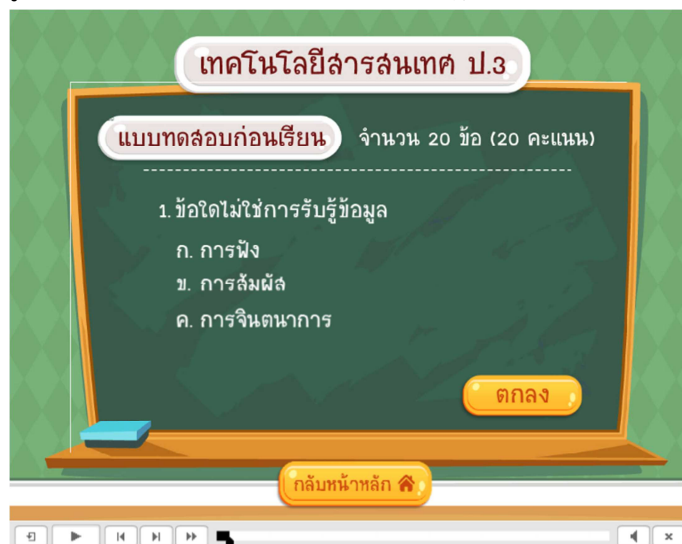 เทคโนโลยีสารสนเทศ ป.3
แบบทดสอบก่อนเรียน จำนวน 20 ข้อ (20 คะแนน)
1. ข้อใดไม่ใช่การรับรู้ข้อมูล
ก. การฟัง
ข. การสัมผัส
ค. การจินตนาการ
ตกลง
กลับหน้าหลัก